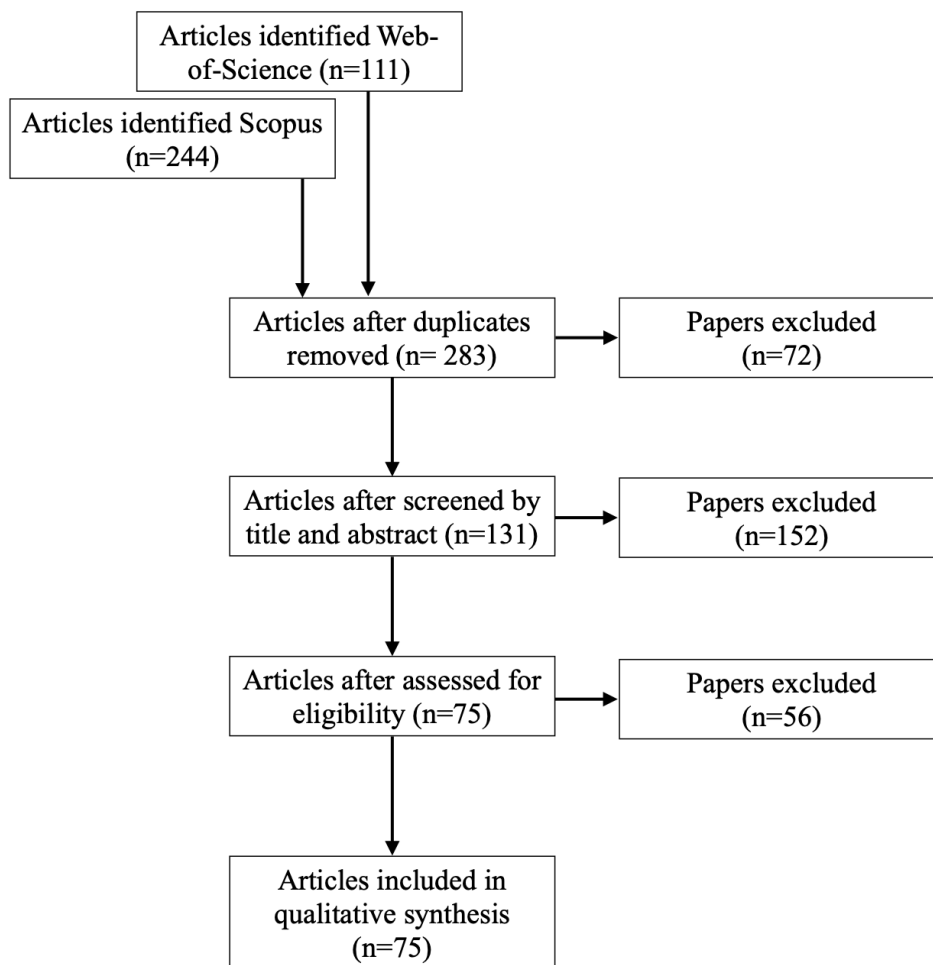 Articles identified Web-
of-Science (n=111)
Articles identified Scopus
(n=244)
Articles after duplicates
removed (n= 283)
Papers excluded
(n=72)
Articles after screened by
title and abstract (n=131)
Papers excluded
(n=152)
Articles after assessed for
eligibility (n=75)
Papers excluded
(n=56)
Articles included in
qualitative synthesis
(n=75)